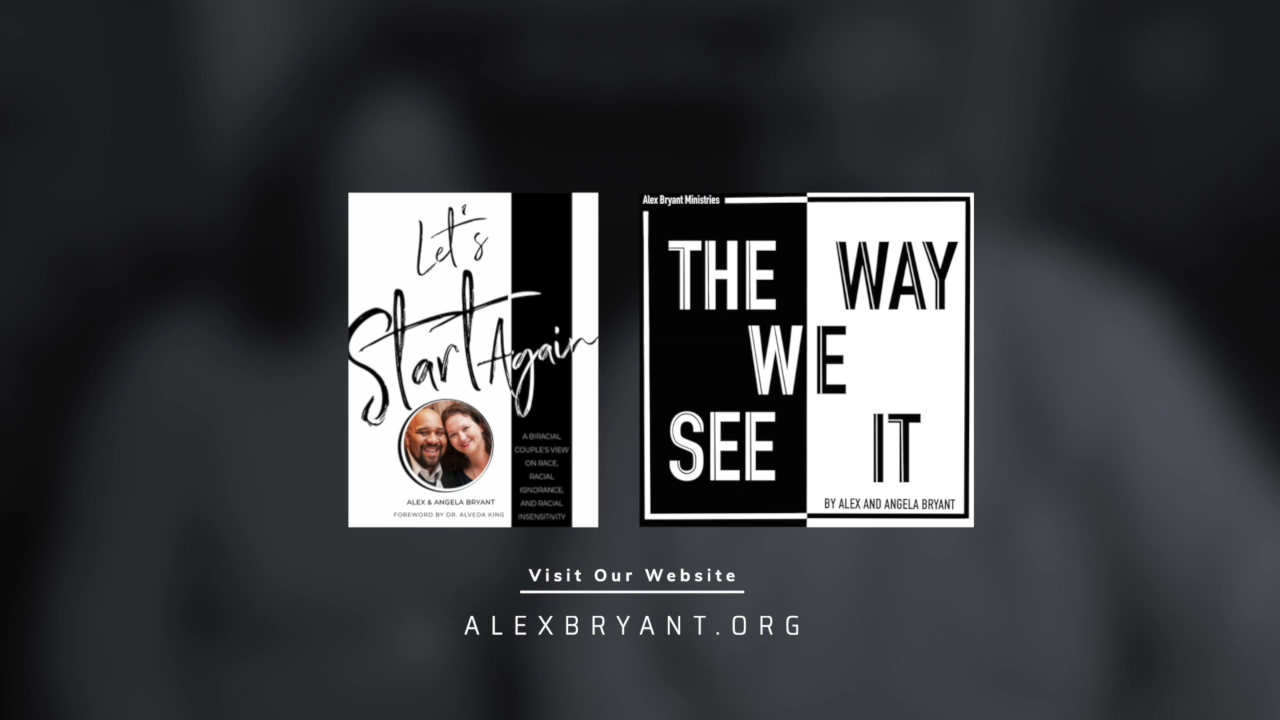 Let's
Start Again
A BIRACIAL
COUPLE'S VIEW
ON RACE,
RACIAL
IGNORANCE,
AND RACIAL
INSENSITIVITY
ALEX & ANGELA BRYANT
FOREWORD BY DR. ALVEDA KING
Alex Bryant Ministries
THE WAY
WE
SEE IT
BY ALEX AND ANGELA BRYANT
Visit Our Website
ALEXBRYANT.ORG